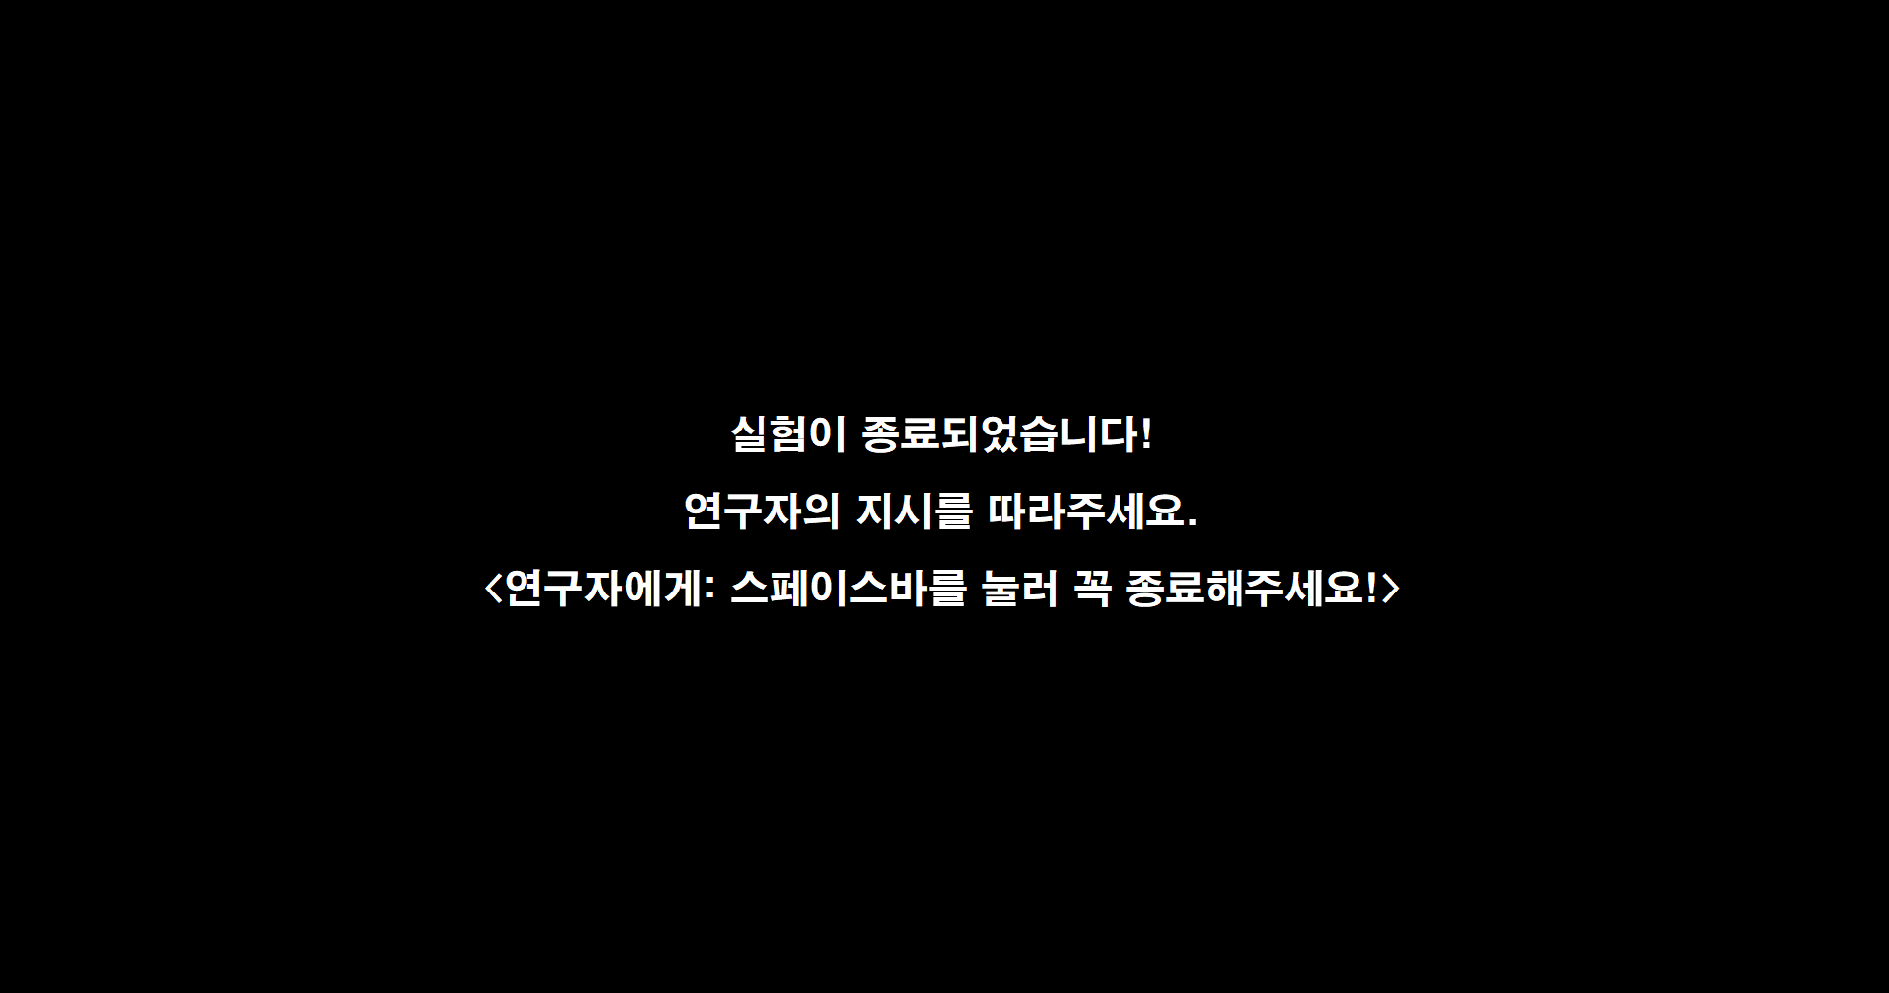 실험이 종료되었습니다!
연구자의 지시를 따라주세요.
<연구자에게: 스페이스바를 눌러 꼭 종료해주세요!>